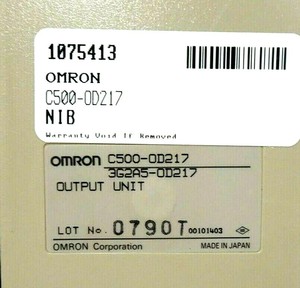 1075413
OMRON
C500-OD217
NIB
Warranty Void If Removed
OMRON C500-OD217
3G2A5-OD217
OUTPUT UNIT
LOT No. 0790T 00101403
OMRON Corporation MADE IN JAPAN